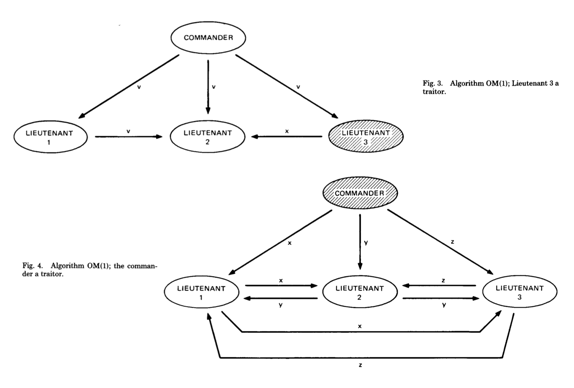 COMMANDER
v
v
v
Fig. 3. Algorithm OM(1); Lieutenant 3 a
traitor.
LIEUTENANT
1
v
LIEUTENANT
2
x
LIEUTENANT
3
COMMANDER
x
y
z
Fig. 4. Algorithm OM(1); the comman-
der a traitor.
LIEUTENANT
1
x
y
LIEUTENANT
2
z
y
LIEUTENANT
3
x
z